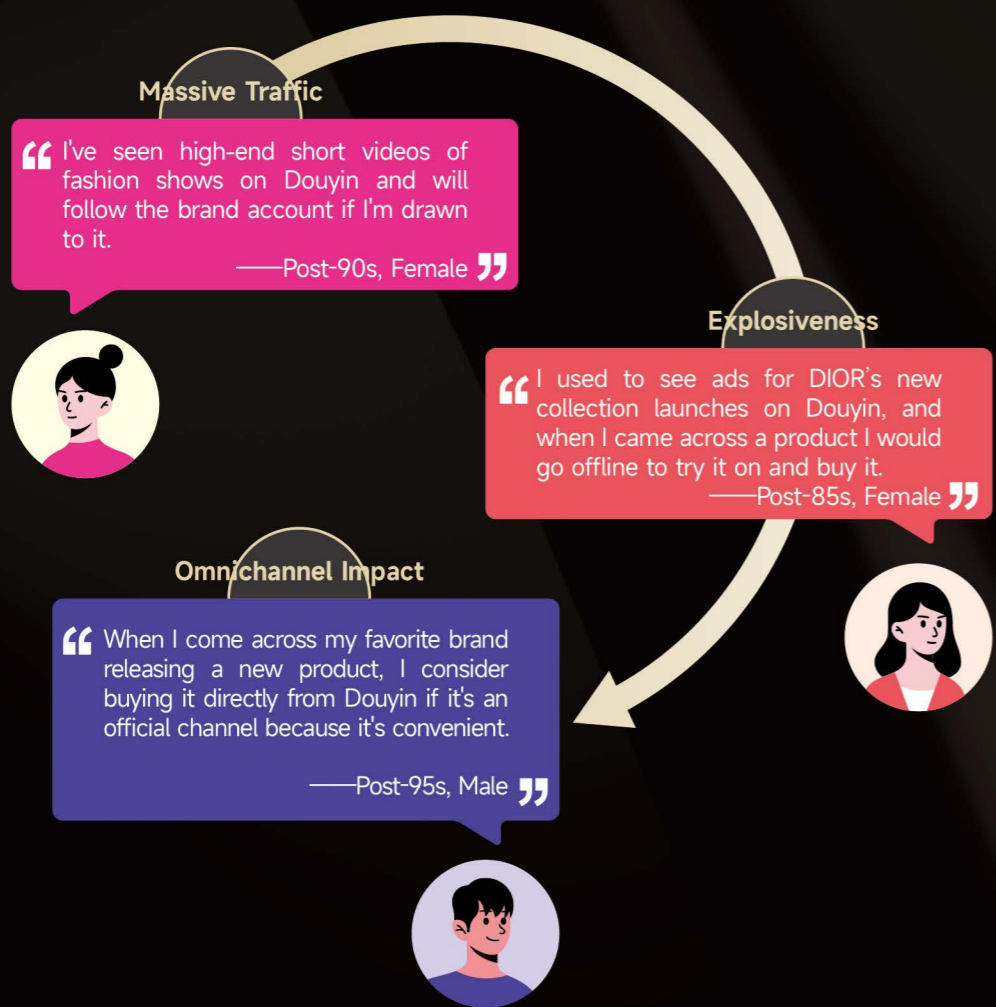 Massive Traffic
“ I've seen high-end short videos of
fashion shows on Douyin and will
follow the brand account if I'm drawn
to it.
——Post-90s, Female ”
Explosiveness
“ I used to see ads for DIOR’s new
collection launches on Douyin, and
when I came across a product I would
go offline to try it on and buy it.
——Post-85s, Female ”
Omnichannel Impact
“ When I come across my favorite brand
releasing a new product, I consider
buying it directly from Douyin if it's an
official channel because it's convenient.
——Post-95s, Male ”